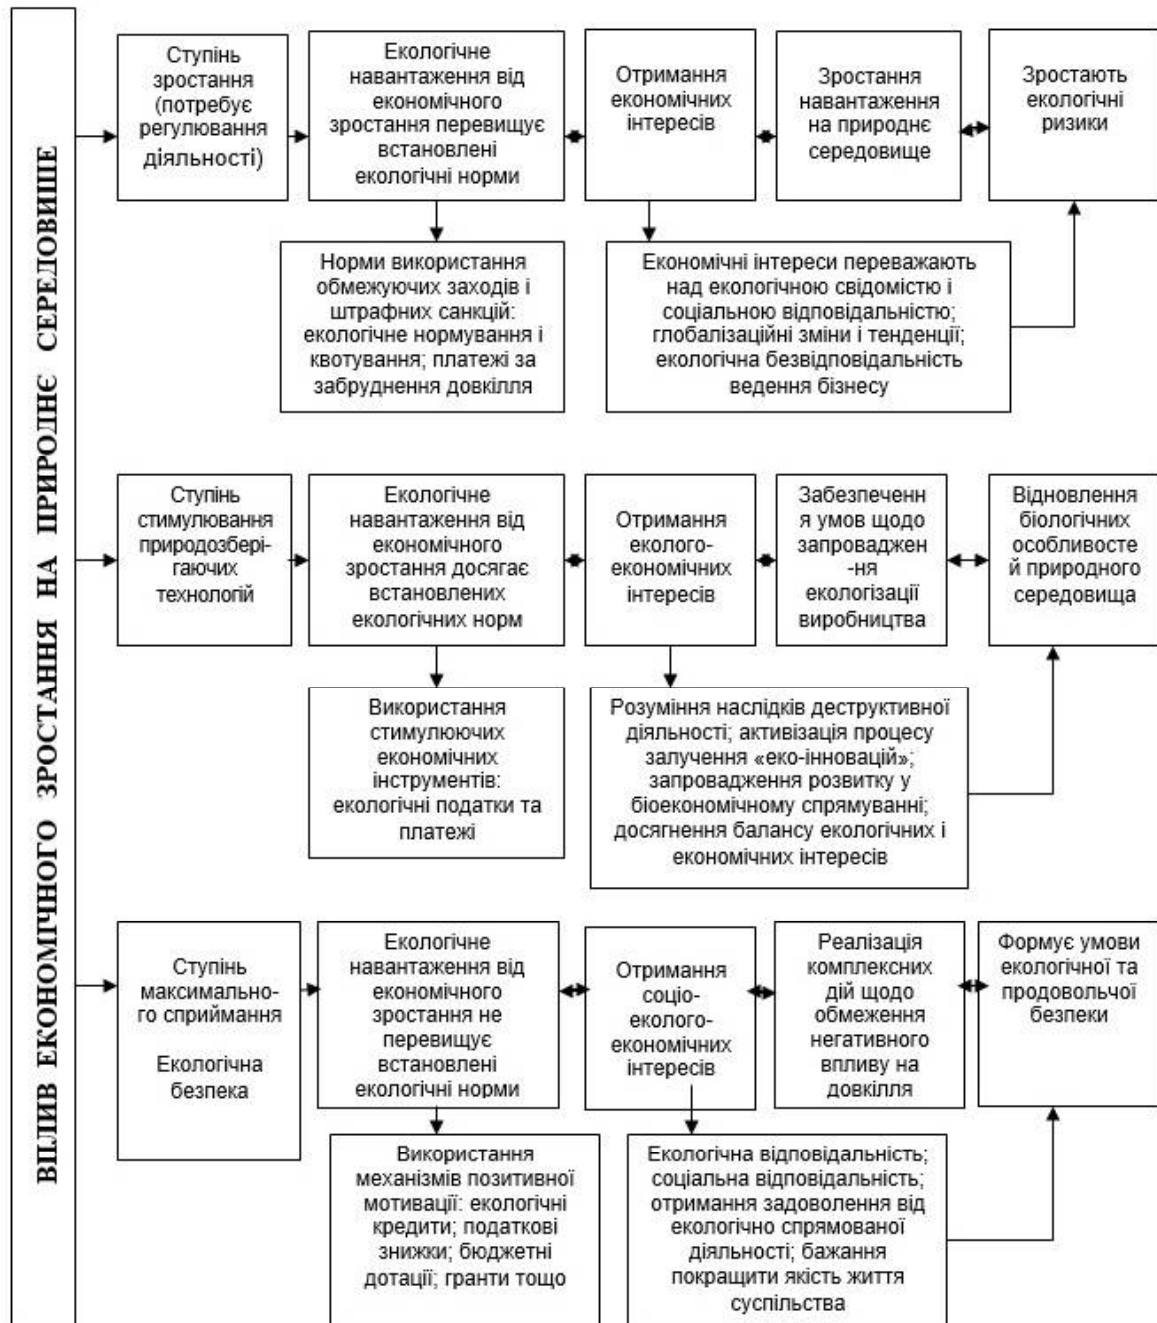 ВПЛИВ ЕКОНОМІЧНОГО ЗРОСТАННЯ НА ПРИРОДНЄ СЕРЕДОВИЩЕ
Ступінь
зростання
(потребує
регулювання
діяльності)
Екологічне
навантаження від
економічного
зростання перевищує
встановлені
екологічні норми
Отримання
економічних
інтересів
Зростання
навантаження
на природнє
середовище
Зростають
екологічні
ризики
Норми використання
обмежуючих заходів і
штрафних санкцій:
екологічне нормування і
квотування; платежі за
забруднення довкілля
Економічні інтереси переважають
над екологічною свідомістю і
соціальною відповідальністю;
глобалізаційні зміни і тенденції;
екологічна безвідповідальність
ведення бізнесу
Ступінь
стимулювання
природозбері-
гаючих
технологій
Екологічне
навантаження від
економічного
зростання досягає
встановлених
екологічних норм
Отримання
еколого-
економічних
інтересів
Забезпеченн
я умов щодо
запроваджен
-ня
екологізації
виробництва
Відновлення
біологічних
особливосте
й природного
середовища
Використання
стимулюючих
економічних
інструментів:
екологічні податки та
платежі
Розуміння наслідків деструктивної
діяльності; активізація процесу
залучення «еко-інновацій»;
запровадження розвитку у
біоекономічному спрямуванні;
досягнення балансу екологічних і
економічних інтересів
Ступінь
максимально-
го сприймання
Екологічна
безпека
Екологічне
навантаження від
економічного
зростання не
перевищує
встановлені
екологічні норми
Отримання
соціо-
еколого-
економічних
інтересів
Реалізація
комплексних
дій щодо
обмеження
негативного
впливу на
довкілля
Формує умови
екологічної та
продовольчої
безпеки
Використання
механізмів позитивної
мотивації: екологічні
кредити; податкові
знижки; бюджетні
дотації; гранти тощо
Екологічна відповідальність;
соціальна відповідальність;
отримання задоволення від
екологічно спрямованої
діяльності; бажання
покращити якість життя
суспільства